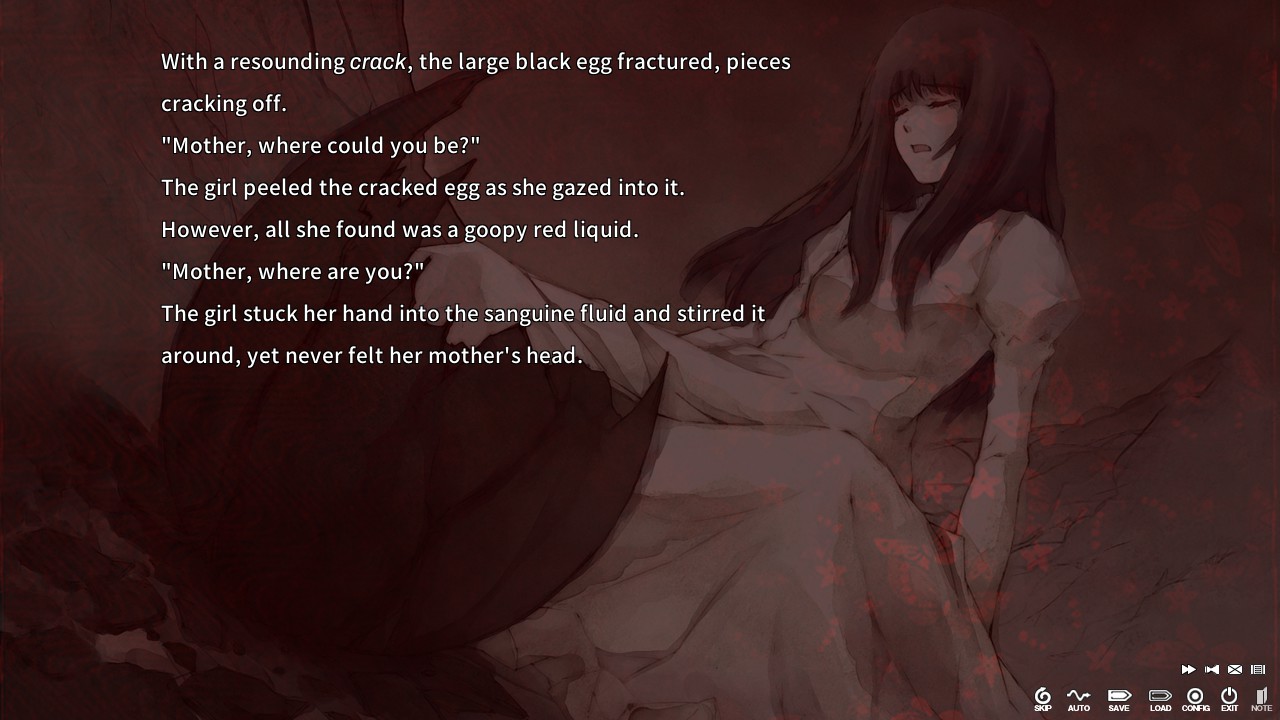 With a resounding crack, the large black egg fractured, pieces
cracking off.
"Mother, where could you be?"
The girl peeled the cracked egg as she gazed into it.
However, all she found was a goopy red liquid.
"Mother, where are you?"
The girl stuck her hand into the sanguine fluid and stirred it
around, yet never felt her mother's head.
SKIP AUTO SAVE LOAD CONFIG EXIT NOTE